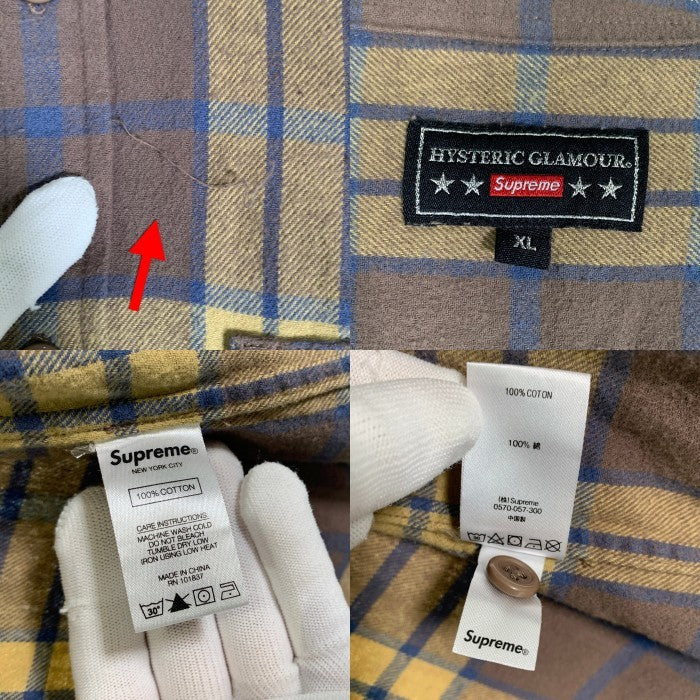 HYSTERIC GLAMOUR®
Supreme
XL
Supreme®
NEW YORK CITY
100% COTTON
CARE INSTRUCTIONS
MACHINE WASH COLD
DO NOT BLEACH
TUMBLE DRY LOW
IRON USING LOW HEAT
MADE IN CHINA
RN 101837
30°
100% COTTON
100% 綿
(株)Supreme
0570-057-300
中国製
Supreme®